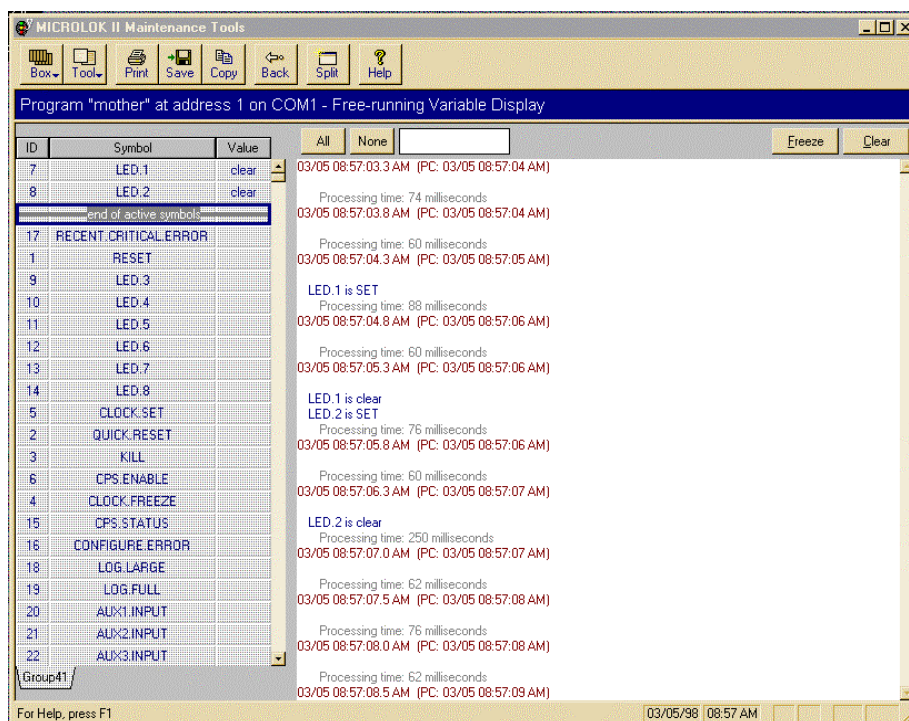 MICROLOK II Maintenance Tools
Box Tool Print Save Copy Back Split Help
Program "mother" at address 1 on COM1 - Free-running Variable Display
All None Freeze Clear
ID Symbol Value
7 LED.1 clear
8 LED.2 clear
end of active symbols
17 RECENT.CRITICAL.ERROR
1 RESET
9 LED.3
10 LED.4
11 LED.5
12 LED.6
13 LED.7
14 LED.8
5 CLOCK.SET
2 QUICK.RESET
3 KILL
6 CPS.ENABLE
4 CLOCK.FREEZE
15 CPS.STATUS
16 CONFIGURE.ERROR
18 LOG.LARGE
19 LOG.FULL
20 AUX1.INPUT
21 AUX2.INPUT
22 AUX3.INPUT
Group41
03/05 08:57:03.3 AM (PC: 03/05 08:57:04 AM)
Processing time: 74 milliseconds
03/05 08:57:03.8 AM (PC: 03/05 08:57:04 AM)
Processing time: 60 milliseconds
03/05 08:57:04.3 AM (PC: 03/05 08:57:05 AM)
LED.1 is SET
Processing time: 88 milliseconds
03/05 08:57:04.8 AM (PC: 03/05 08:57:06 AM)
Processing time: 60 milliseconds
03/05 08:57:05.3 AM (PC: 03/05 08:57:06 AM)
LED.1 is clear
LED.2 is SET
Processing time: 76 milliseconds
03/05 08:57:05.8 AM (PC: 03/05 08:57:06 AM)
Processing time: 60 milliseconds
03/05 08:57:06.3 AM (PC: 03/05 08:57:07 AM)
LED.2 is clear
Processing time: 250 milliseconds
03/05 08:57:07.0 AM (PC: 03/05 08:57:07 AM)
Processing time: 62 milliseconds
03/05 08:57:07.5 AM (PC: 03/05 08:57:08 AM)
Processing time: 76 milliseconds
03/05 08:57:08.0 AM (PC: 03/05 08:57:08 AM)
Processing time: 62 milliseconds
03/05 08:57:08.5 AM (PC: 03/05 08:57:09 AM)
For Help, press F1
03/05/98 08:57 AM